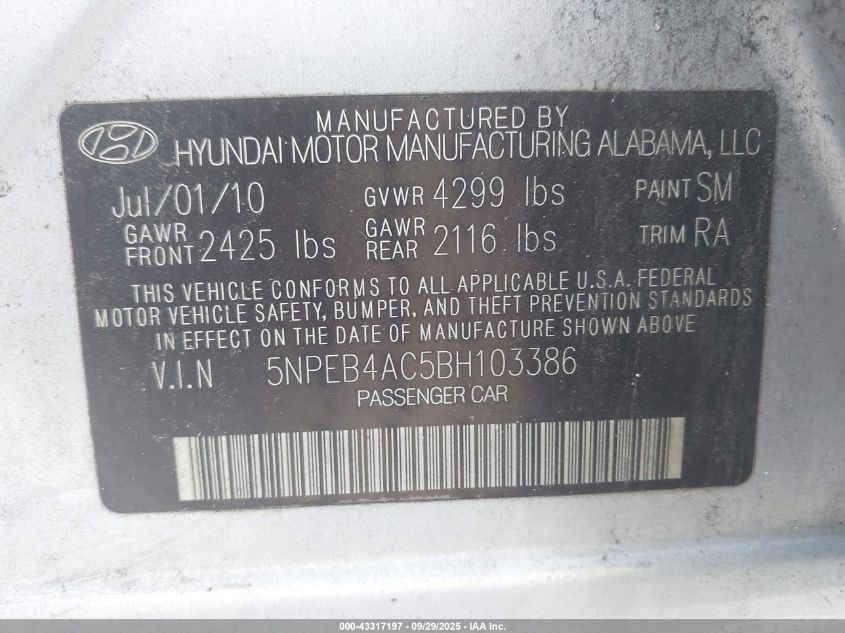 MANUFACTURED BY
HYUNDAI MOTOR MANUFACTURING ALABAMA, LLC
Jul/01/10 GVWR 4299 lbs PAINT SM
GAWR FRONT 2425 lbs GAWR REAR 2116 lbs TRIM RA
THIS VEHICLE CONFORMS TO ALL APPLICABLE U.S.A. FEDERAL
MOTOR VEHICLE SAFETY, BUMPER, AND THEFT PREVENTION STANDARDS
IN EFFECT ON THE DATE OF MANUFACTURE SHOWN ABOVE
V.I.N 5NPEB4AC5BH103386
PASSENGER CAR
000-43317197 - 09/29/2025 - IAA Inc.